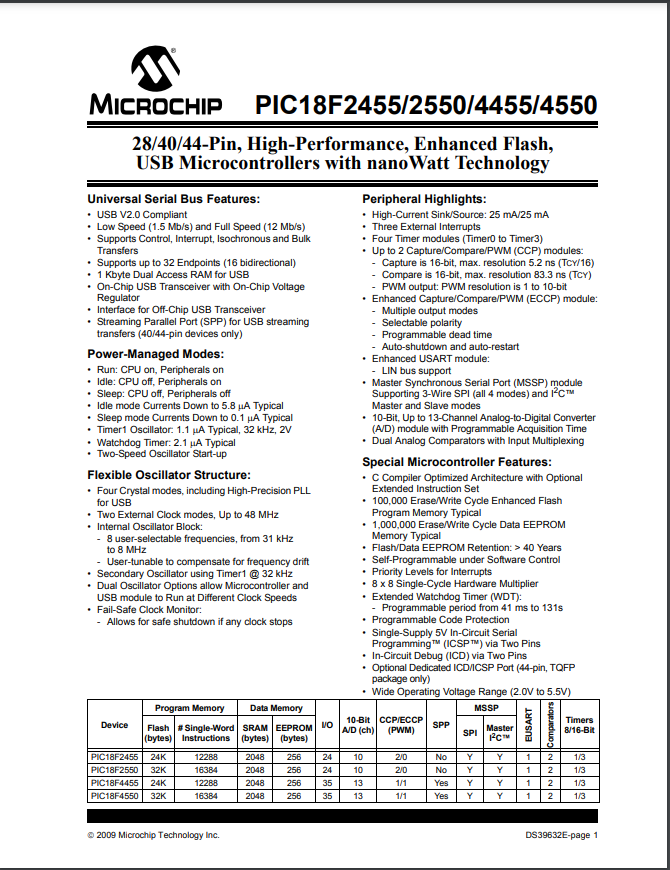 MICROCHIP
PIC18F2455/2550/4455/4550
28/40/44-Pin, High-Performance, Enhanced Flash,
USB Microcontrollers with nanoWatt Technology
Universal Serial Bus Features:
• USB V2.0 Compliant
• Low Speed (1.5 Mb/s) and Full Speed (12 Mb/s)
• Supports Control, Interrupt, Isochronous and Bulk
Transfers
• Supports up to 32 Endpoints (16 bidirectional)
• 1 Kbyte Dual Access RAM for USB
• On-Chip USB Transceiver with On-Chip Voltage
Regulator
• Interface for Off-Chip USB Transceiver
• Streaming Parallel Port (SPP) for USB streaming
transfers (40/44-pin devices only)
Power-Managed Modes:
• Run: CPU on, Peripherals on
• Idle: CPU off, Peripherals on
• Sleep: CPU off, Peripherals off
• Idle mode Currents Down to 5.8 μA Typical
• Sleep mode Currents Down to 0.1 μA Typical
• Timer1 Oscillator: 1.1 μA Typical, 32 kHz, 2V
• Watchdog Timer: 2.1 μA Typical
• Two-Speed Oscillator Start-up
Flexible Oscillator Structure:
• Four Crystal modes, including High-Precision PLL
for USB
• Two External Clock modes, Up to 48 MHz
• Internal Oscillator Block:
- 8 user-selectable frequencies, from 31 kHz
to 8 MHz
- User-tunable to compensate for frequency drift
• Secondary Oscillator using Timer1 @ 32 kHz
• Dual Oscillator Options allow Microcontroller and
USB module to Run at Different Clock Speeds
• Fail-Safe Clock Monitor:
- Allows for safe shutdown if any clock stops
Peripheral Highlights:
• High-Current Sink/Source: 25 mA/25 mA
• Three External Interrupts
• Four Timer modules (Timer0 to Timer3)
• Up to 2 Capture/Compare/PWM (CCP) modules:
- Capture is 16-bit, max. resolution 5.2 ns (TCY/16)
- Compare is 16-bit, max. resolution 83.3 ns (TCY)
- PWM output: PWM resolution is 1 to 10-bit
• Enhanced Capture/Compare/PWM (ECCP) module:
- Multiple output modes
- Selectable polarity
- Programmable dead time
- Auto-shutdown and auto-restart
• Enhanced USART module:
- LIN bus support
• Master Synchronous Serial Port (MSSP) module
Supporting 3-Wire SPI (all 4 modes) and I²C™
Master and Slave modes
• 10-Bit, Up to 13-Channel Analog-to-Digital Converter
(A/D) module with Programmable Acquisition Time
• Dual Analog Comparators with Input Multiplexing
Special Microcontroller Features:
• C Compiler Optimized Architecture with Optional
Extended Instruction Set
• 100,000 Erase/Write Cycle Enhanced Flash
Program Memory Typical
• 1,000,000 Erase/Write Cycle Data EEPROM
Memory Typical
• Flash/Data EEPROM Retention: > 40 Years
• Self-Programmable under Software Control
• Priority Levels for Interrupts
• 8 x 8 Single-Cycle Hardware Multiplier
• Extended Watchdog Timer (WDT):
- Programmable period from 41 ms to 131s
• Programmable Code Protection
• Single-Supply 5V In-Circuit Serial
Programming™ (ICSP™) via Two Pins
• In-Circuit Debug (ICD) via Two Pins
• Optional Dedicated ICD/ICSP Port (44-pin, TQFP
package only)
• Wide Operating Voltage Range (2.0V to 5.5V)
Device Program Memory Data Memory I/O 10-Bit A/D (ch) CCP/ECCP (PWM) SPP MSSP EUSART Comparators Timers 8/16-Bit
Flash (bytes) # Single-Word Instructions SRAM (bytes) EEPROM (bytes) SPI Master I²C™
PIC18F2455 24K 12288 2048 256 24 10 2/0 No Y Y 1 2 1/3
PIC18F2550 32K 16384 2048 256 24 10 2/0 No Y Y 1 2 1/3
PIC18F4455 24K 12288 2048 256 35 13 1/1 Yes Y Y 1 2 1/3
PIC18F4550 32K 16384 2048 256 35 13 1/1 Yes Y Y 1 2 1/3
© 2009 Microchip Technology Inc.
DS39632E-page 1